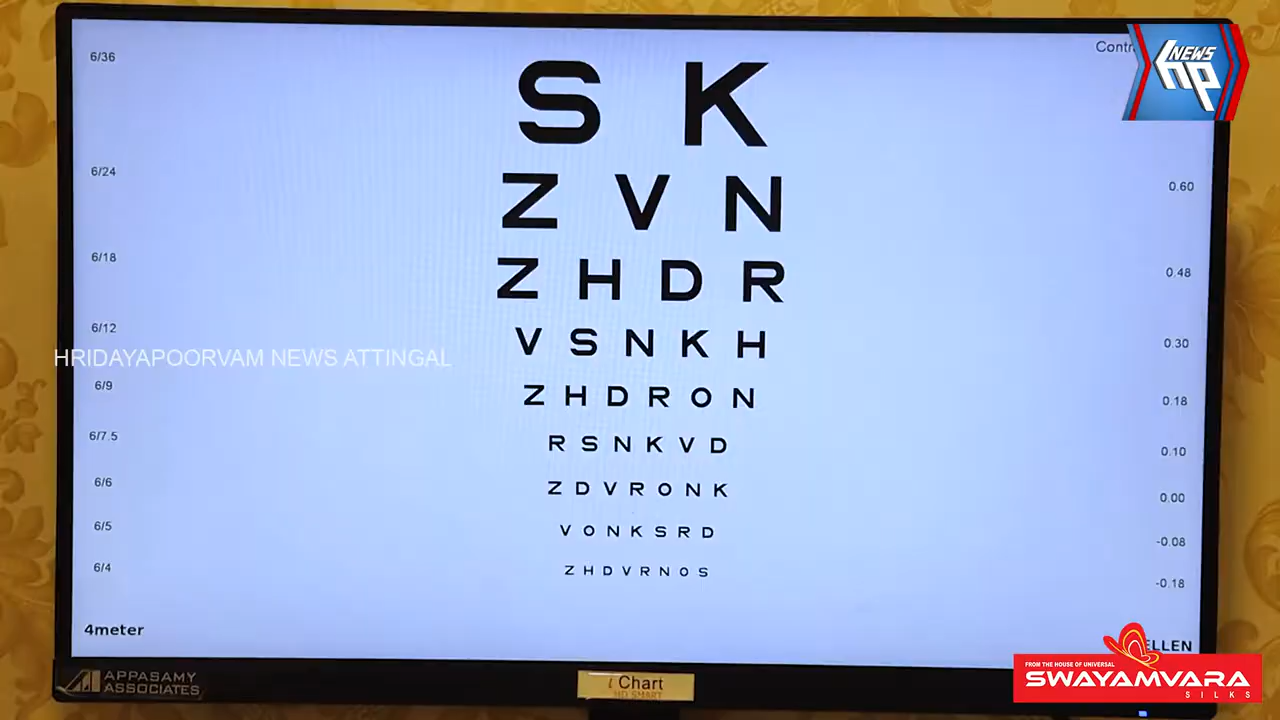 6/36 S K Contr
NEWS
hp
6/24 Z V N 0.60
6/18 Z H D R 0.48
6/12 V S N K H 0.30
HRIDAYAPOORVAM NEWS ATTINGAL
6/9 Z H D R O N 0.18
6/7.5 R S N K V D 0.10
6/6 Z D V R O N K 0.00
6/5 V O N K S R D -0.08
6/4 Z H D V R N O S -0.18
4meter ELLEN
APPASAMY
ASSOCIATES
i Chart
HD SMART
FROM THE HOUSE OF UNIVERSAL
SWAYAMVARA
SILKS